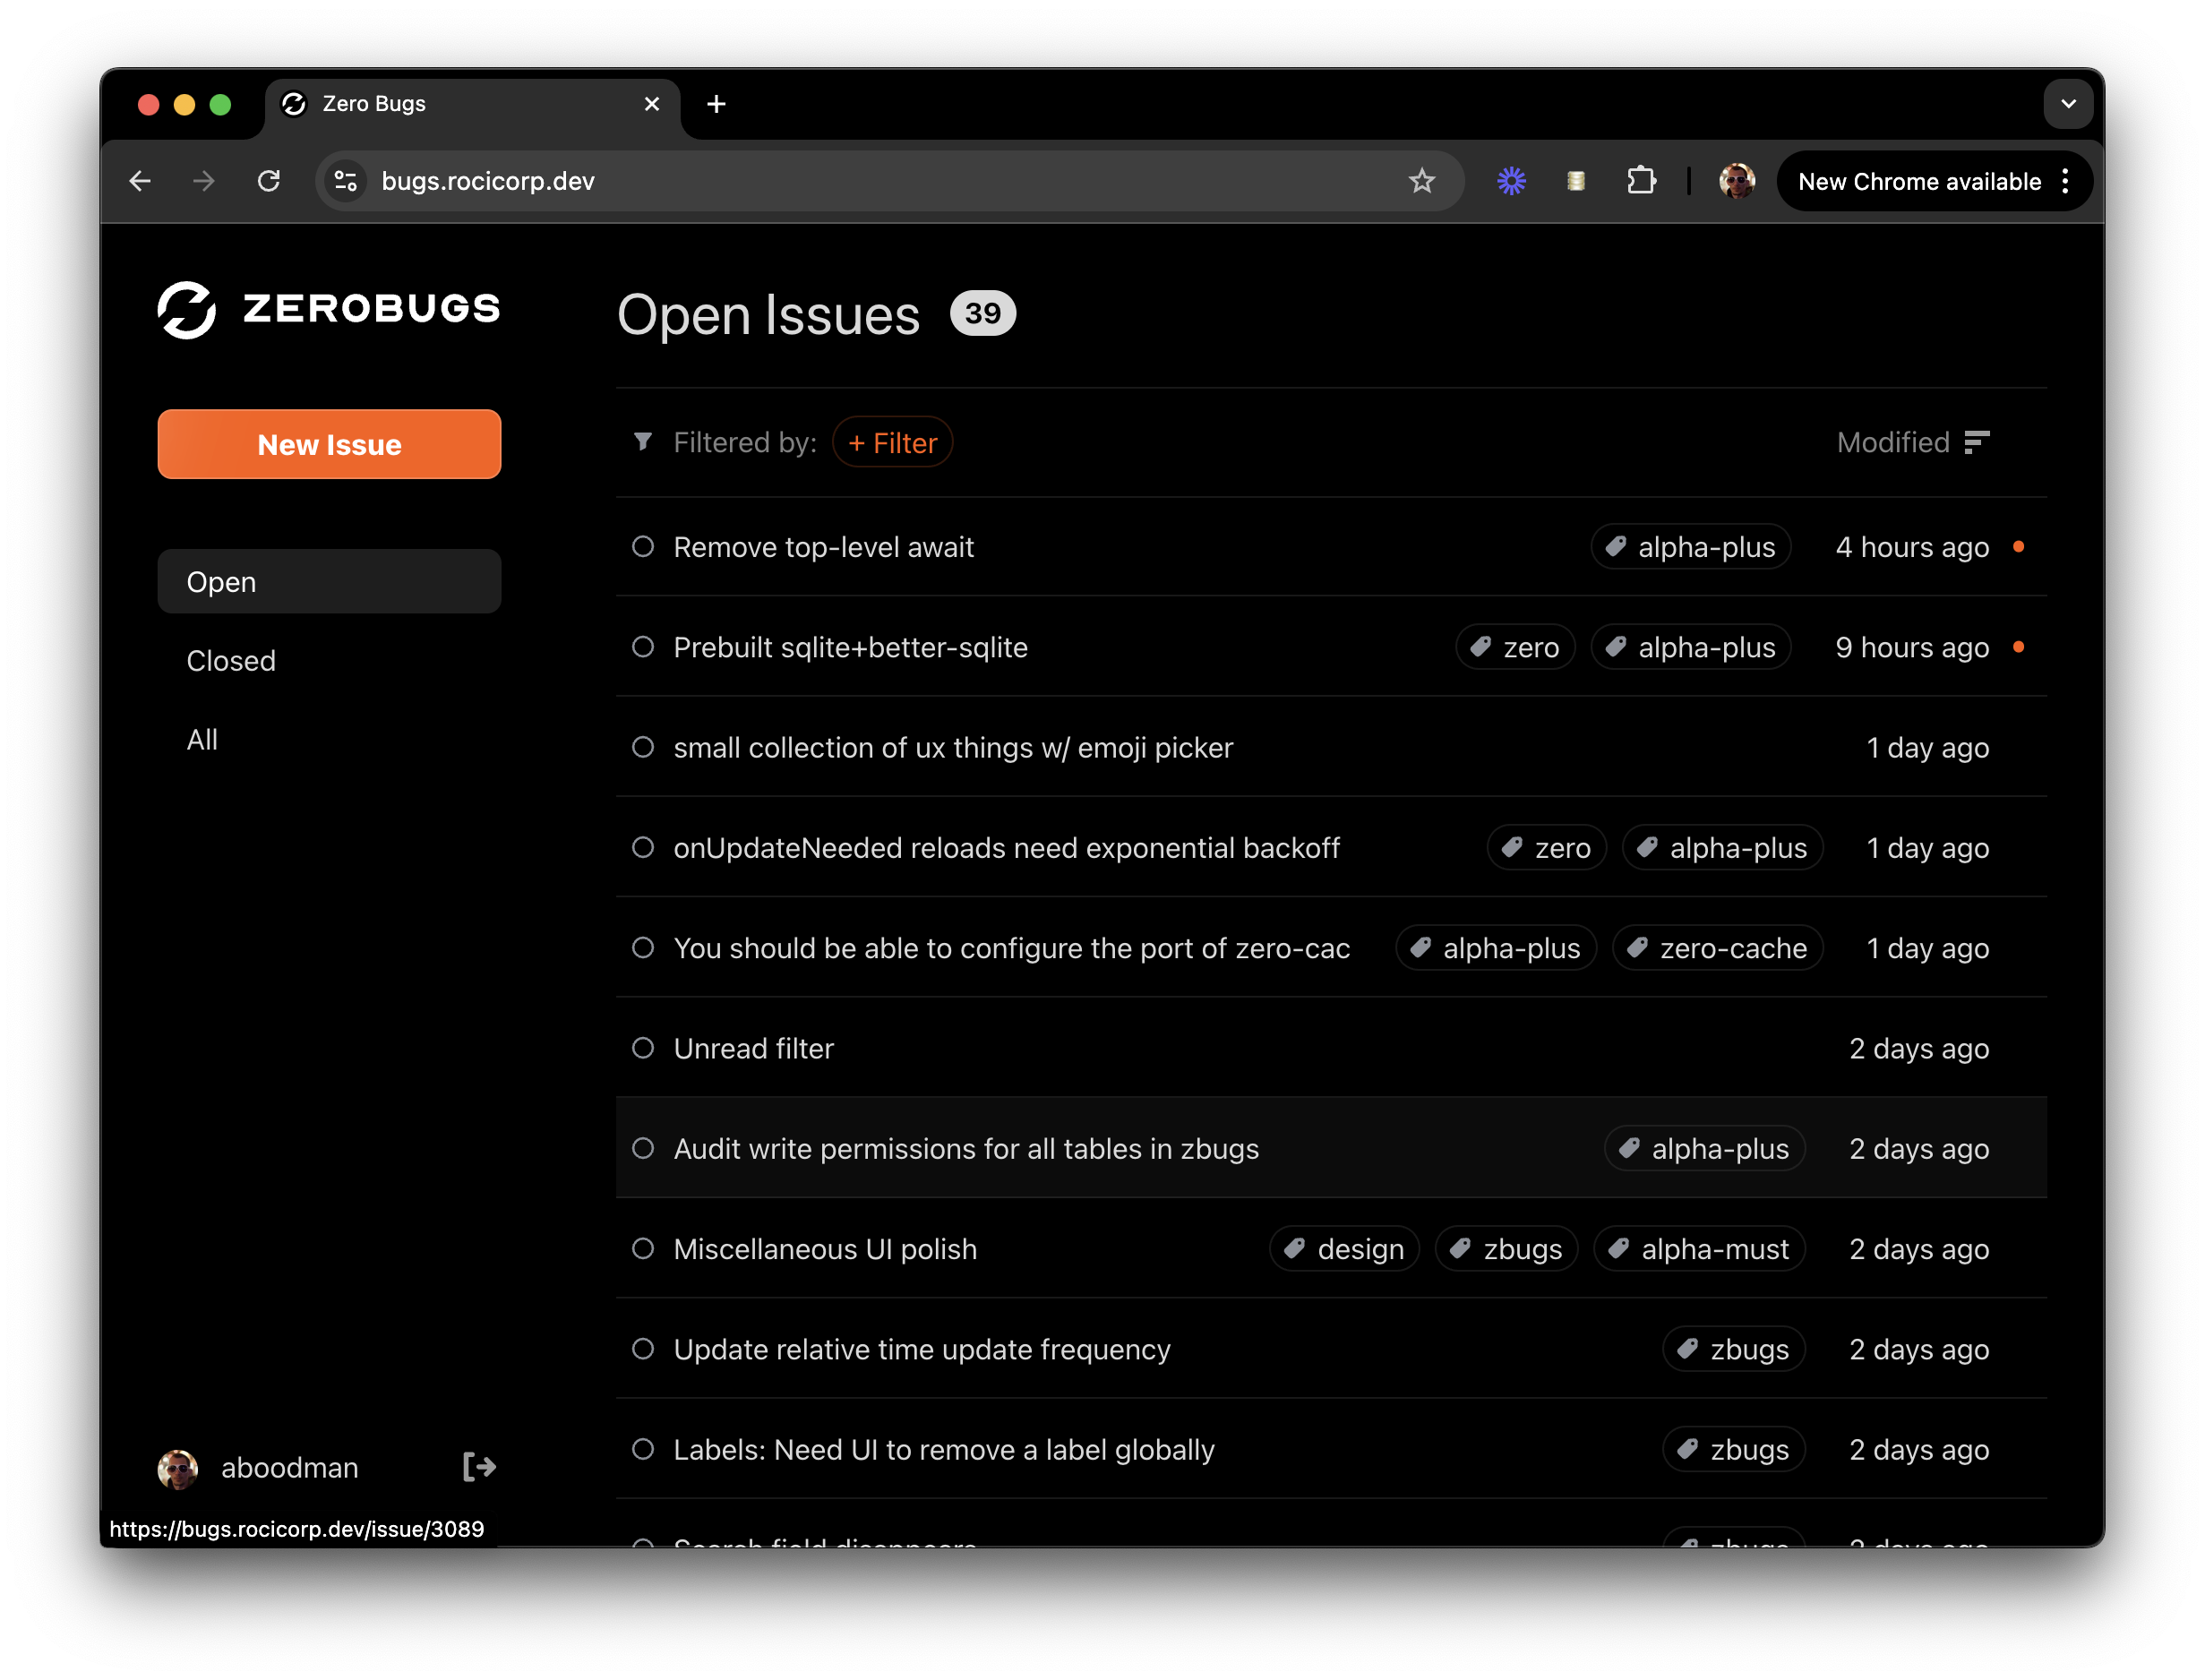 Zero Bugs
bugs.rocicorp.dev
New Chrome available
ZEROBUGS
New Issue
Open
Closed
All
Open Issues 39
Filtered by: + Filter Modified
Remove top-level await alpha-plus 4 hours ago
Prebuilt sqlite+better-sqlite zero alpha-plus 9 hours ago
small collection of ux things w/ emoji picker 1 day ago
onUpdateNeeded reloads need exponential backoff zero alpha-plus 1 day ago
You should be able to configure the port of zero-cac alpha-plus zero-cache 1 day ago
Unread filter 2 days ago
Audit write permissions for all tables in zbugs alpha-plus 2 days ago
Miscellaneous UI polish design zbugs alpha-must 2 days ago
Update relative time update frequency zbugs 2 days ago
Labels: Need UI to remove a label globally zbugs 2 days ago
Search field disappears zbugs 2 days ago
aboodman
https://bugs.rocicorp.dev/issue/3089